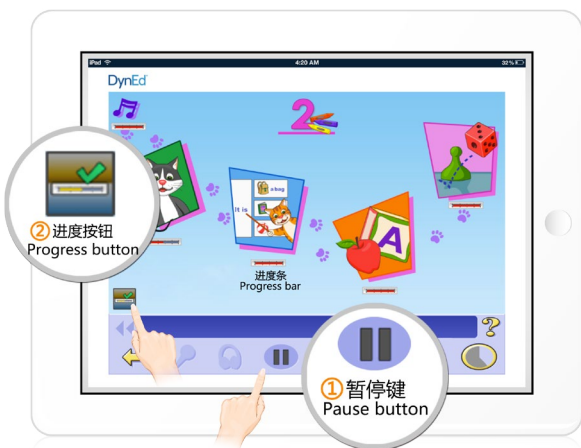 iPad
4:20 AM
32%
DynEd
2
a bag
It is
A
②进度按钮
Progress button
进度条
Progress bar
?
①暂停键
Pause button